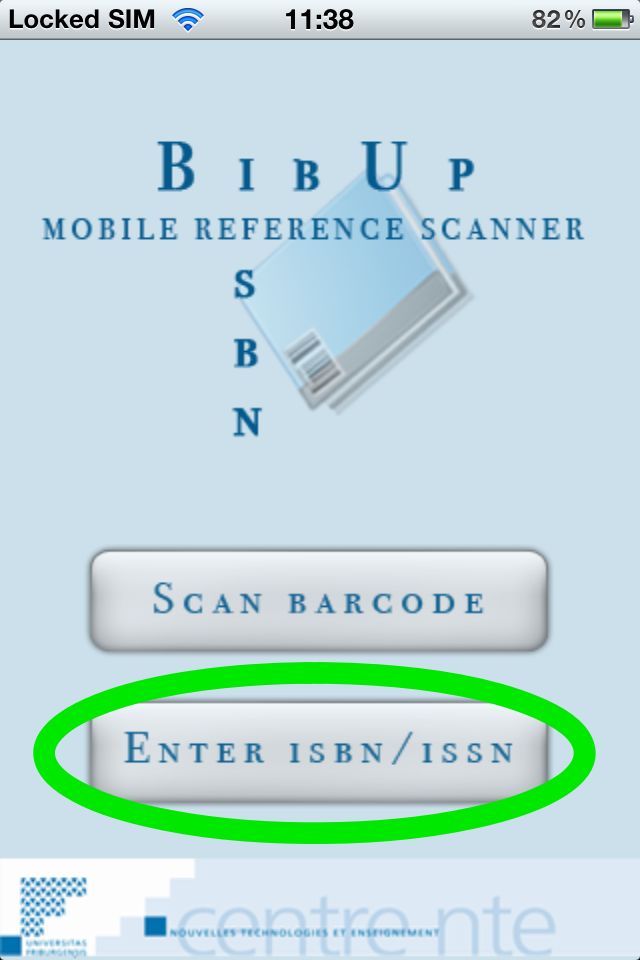 Locked SIM 11:38 82%
BIBUP
MOBILE REFERENCE SCANNER
S
B
N
SCAN BARCODE
ENTER ISBN/ISSN
centre nte
NOUVELLES TECHNOLOGIES ET ENSEIGNEMENT
UNIVERSITAS
FRIBURGENSIS